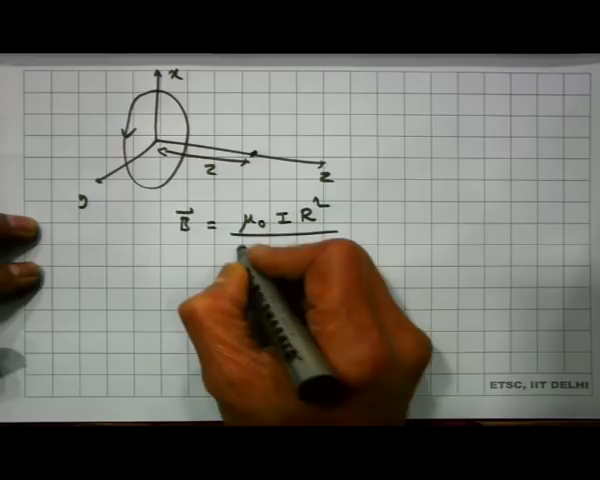 x
z
z
y
B⃗ = μ₀ I R²
ETSC, IIT DELHI